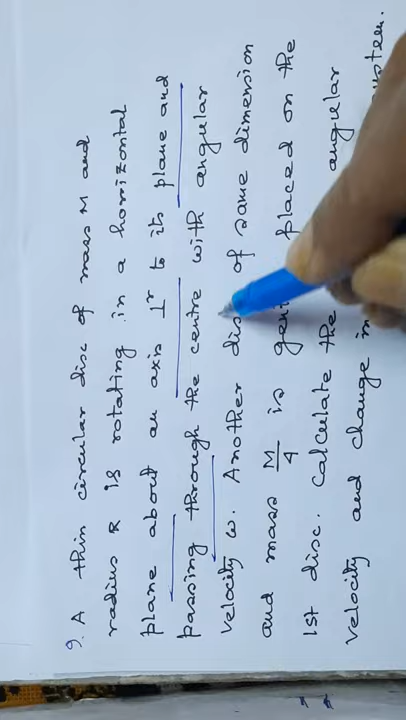 9. A thin circular disc of mass M and
radius R is rotating in a horizontal
plane about an axis ⊥r to its plane and
passing through the centre with angular
velocity ω. Another of same dimension
and mass M/4 is placed on the
1st disc. Calculate the angular
velocity and change in